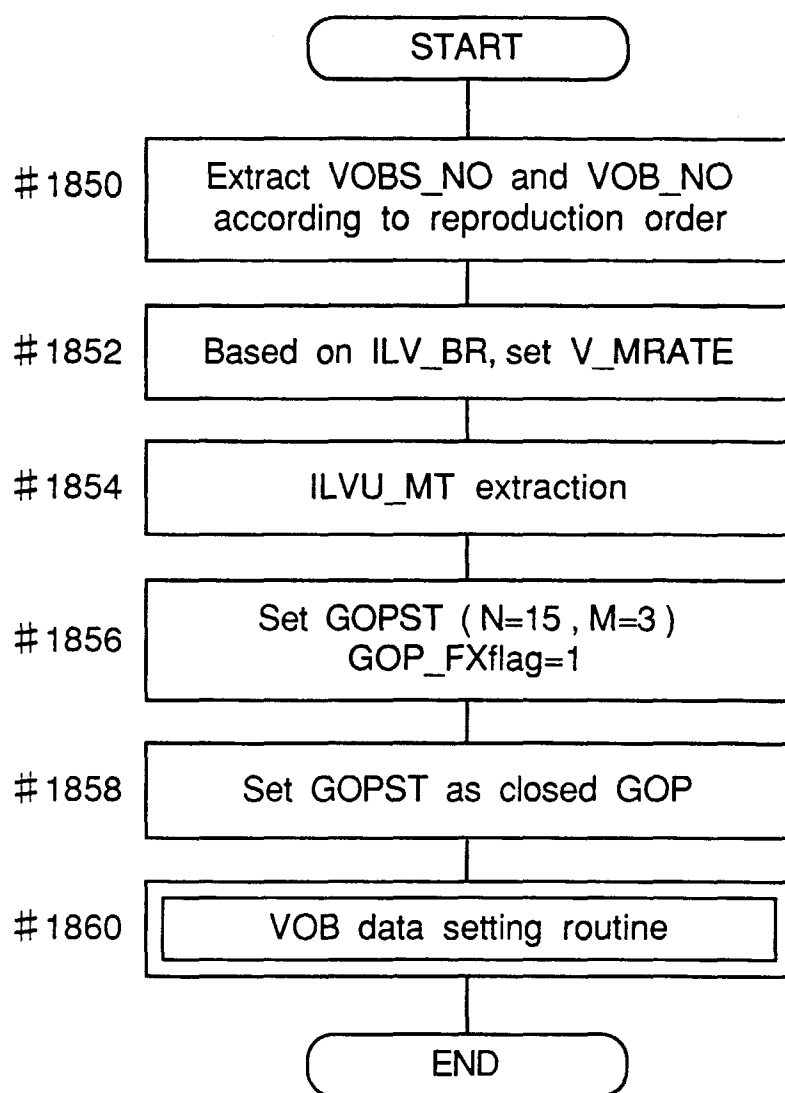 START
#1850
Extract VOBS_NO and VOB_NO
according to reproduction order
#1852
Based on ILV_BR, set V_MRATE
#1854
ILVU_MT extraction
#1856
Set GOPST ( N=15 , M=3 )
GOP_FXflag=1
#1858
Set GOPST as closed GOP
#1860
VOB data setting routine
END